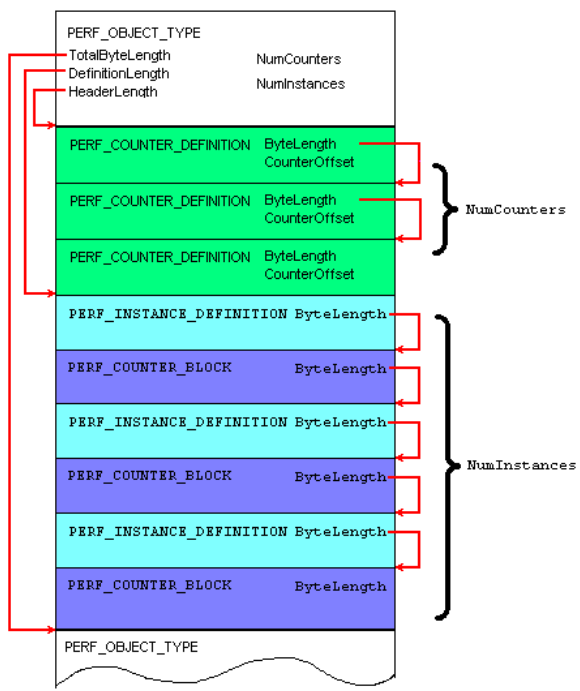 PERF_OBJECT_TYPE
TotalByteLength
DefinitionLength NumCounters
HeaderLength NumInstances
PERF_COUNTER_DEFINITION ByteLength
CounterOffset
PERF_COUNTER_DEFINITION ByteLength
CounterOffset
NumCounters
PERF_COUNTER_DEFINITION ByteLength
CounterOffset
PERF_INSTANCE_DEFINITION ByteLength
PERF_COUNTER_BLOCK ByteLength
PERF_INSTANCE_DEFINITION ByteLength
NumInstances
PERF_COUNTER_BLOCK ByteLength
PERF_INSTANCE_DEFINITION ByteLength
PERF_COUNTER_BLOCK ByteLength
PERF_OBJECT_TYPE